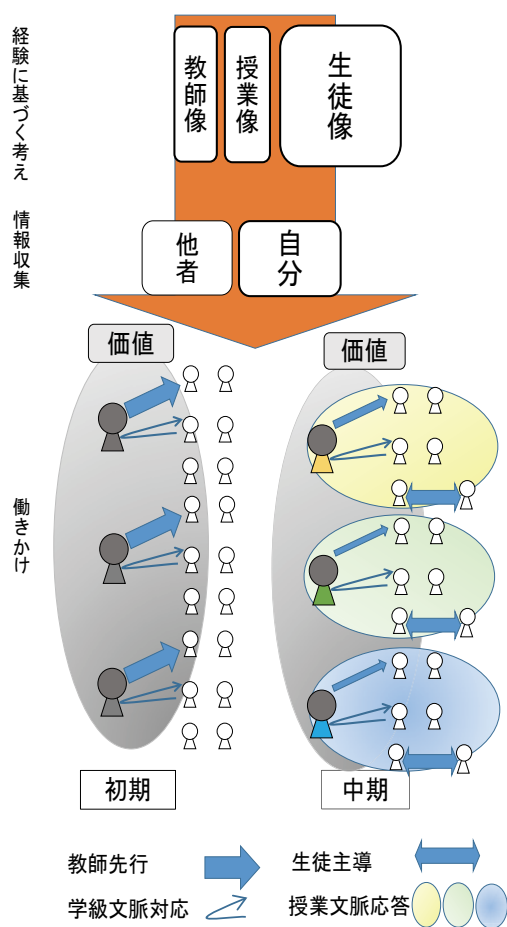 経験に基づく考え
教師像
授業像
生徒像
情報収集
他者
自分
価値
価値
働きかけ
初期
中期
教師先行
生徒主導
学級文脈対応
授業文脈応答